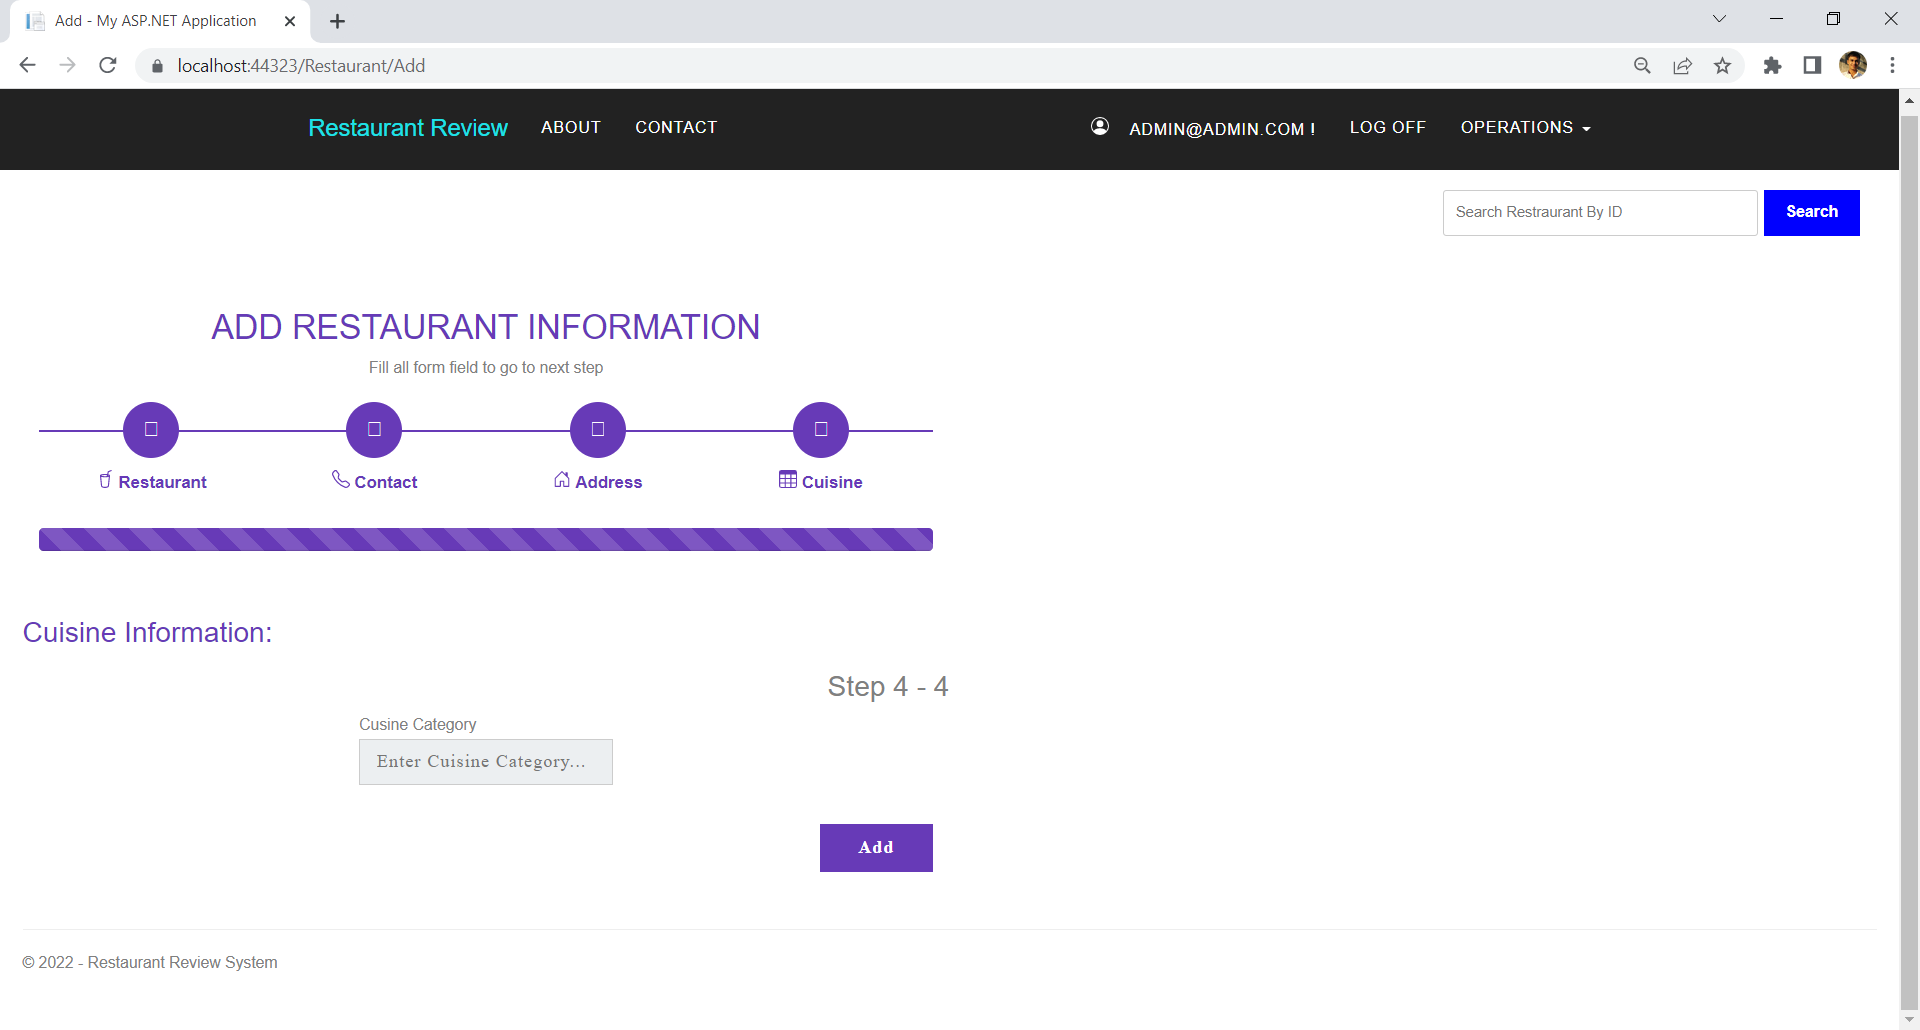 Add - My ASP.NET Application
localhost:44323/Restaurant/Add
Restaurant Review ABOUT CONTACT ADMIN@ADMIN.COM ! LOG OFF OPERATIONS
Search Restraurant By ID Search
ADD RESTAURANT INFORMATION
Fill all form field to go to next step
Restaurant Contact Address Cuisine
Cuisine Information:
Step 4 - 4
Cusine Category
Enter Cuisine Category...
Add
© 2022 - Restaurant Review System